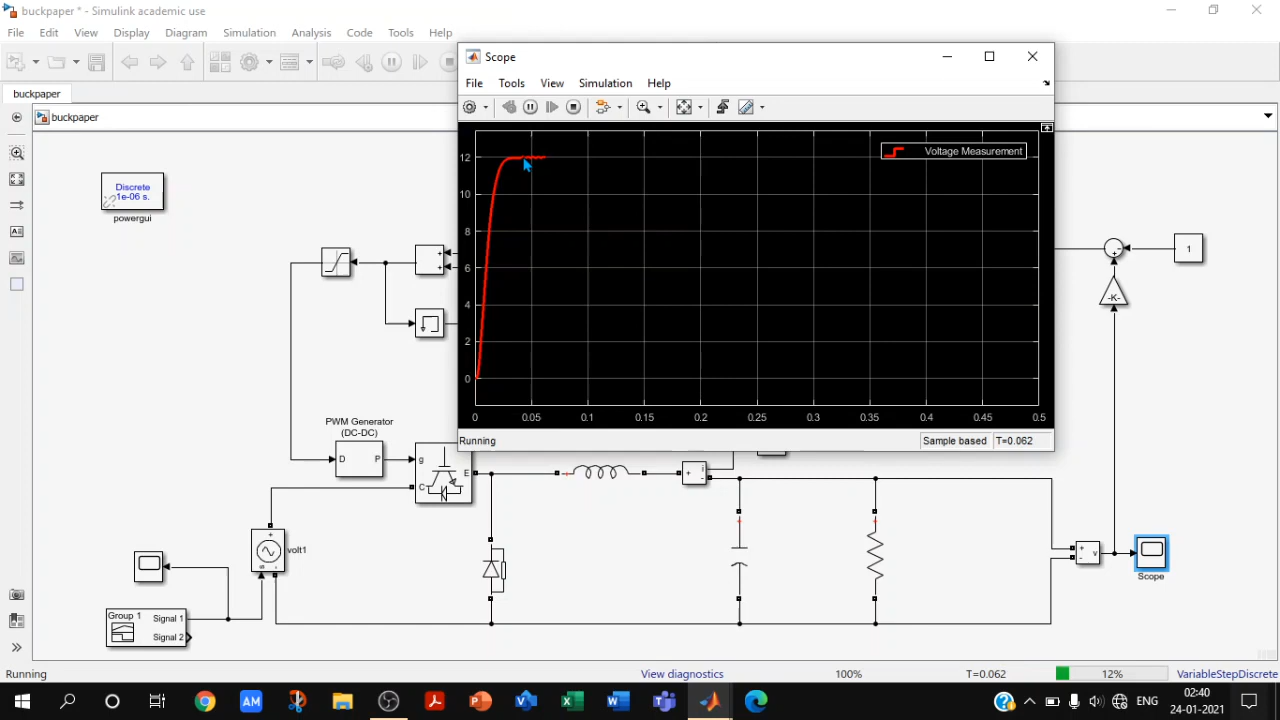 buckpaper * - Simulink academic use
File Edit View Display Diagram Simulation Analysis Code Tools Help
buckpaper
buckpaper
Scope
File Tools View Simulation Help
Voltage Measurement
12
10
8
6
4
2
0
0 0.05 0.1 0.15 0.2 0.25 0.3 0.35 0.4 0.45 0.5
Running Sample based T=0.062
Discrete
1e-06 s.
powergui
+
+
PWM Generator
(DC-DC)
D P
g
C
E
+
-
i
+
s
-
volt1
Group 1
Signal 1
Signal 2
+
-
v
Scope
-
+
1
-K-
Running View diagnostics 100% T=0.062 12% VariableStepDiscrete
AM
ENG
02:40
24-01-2021